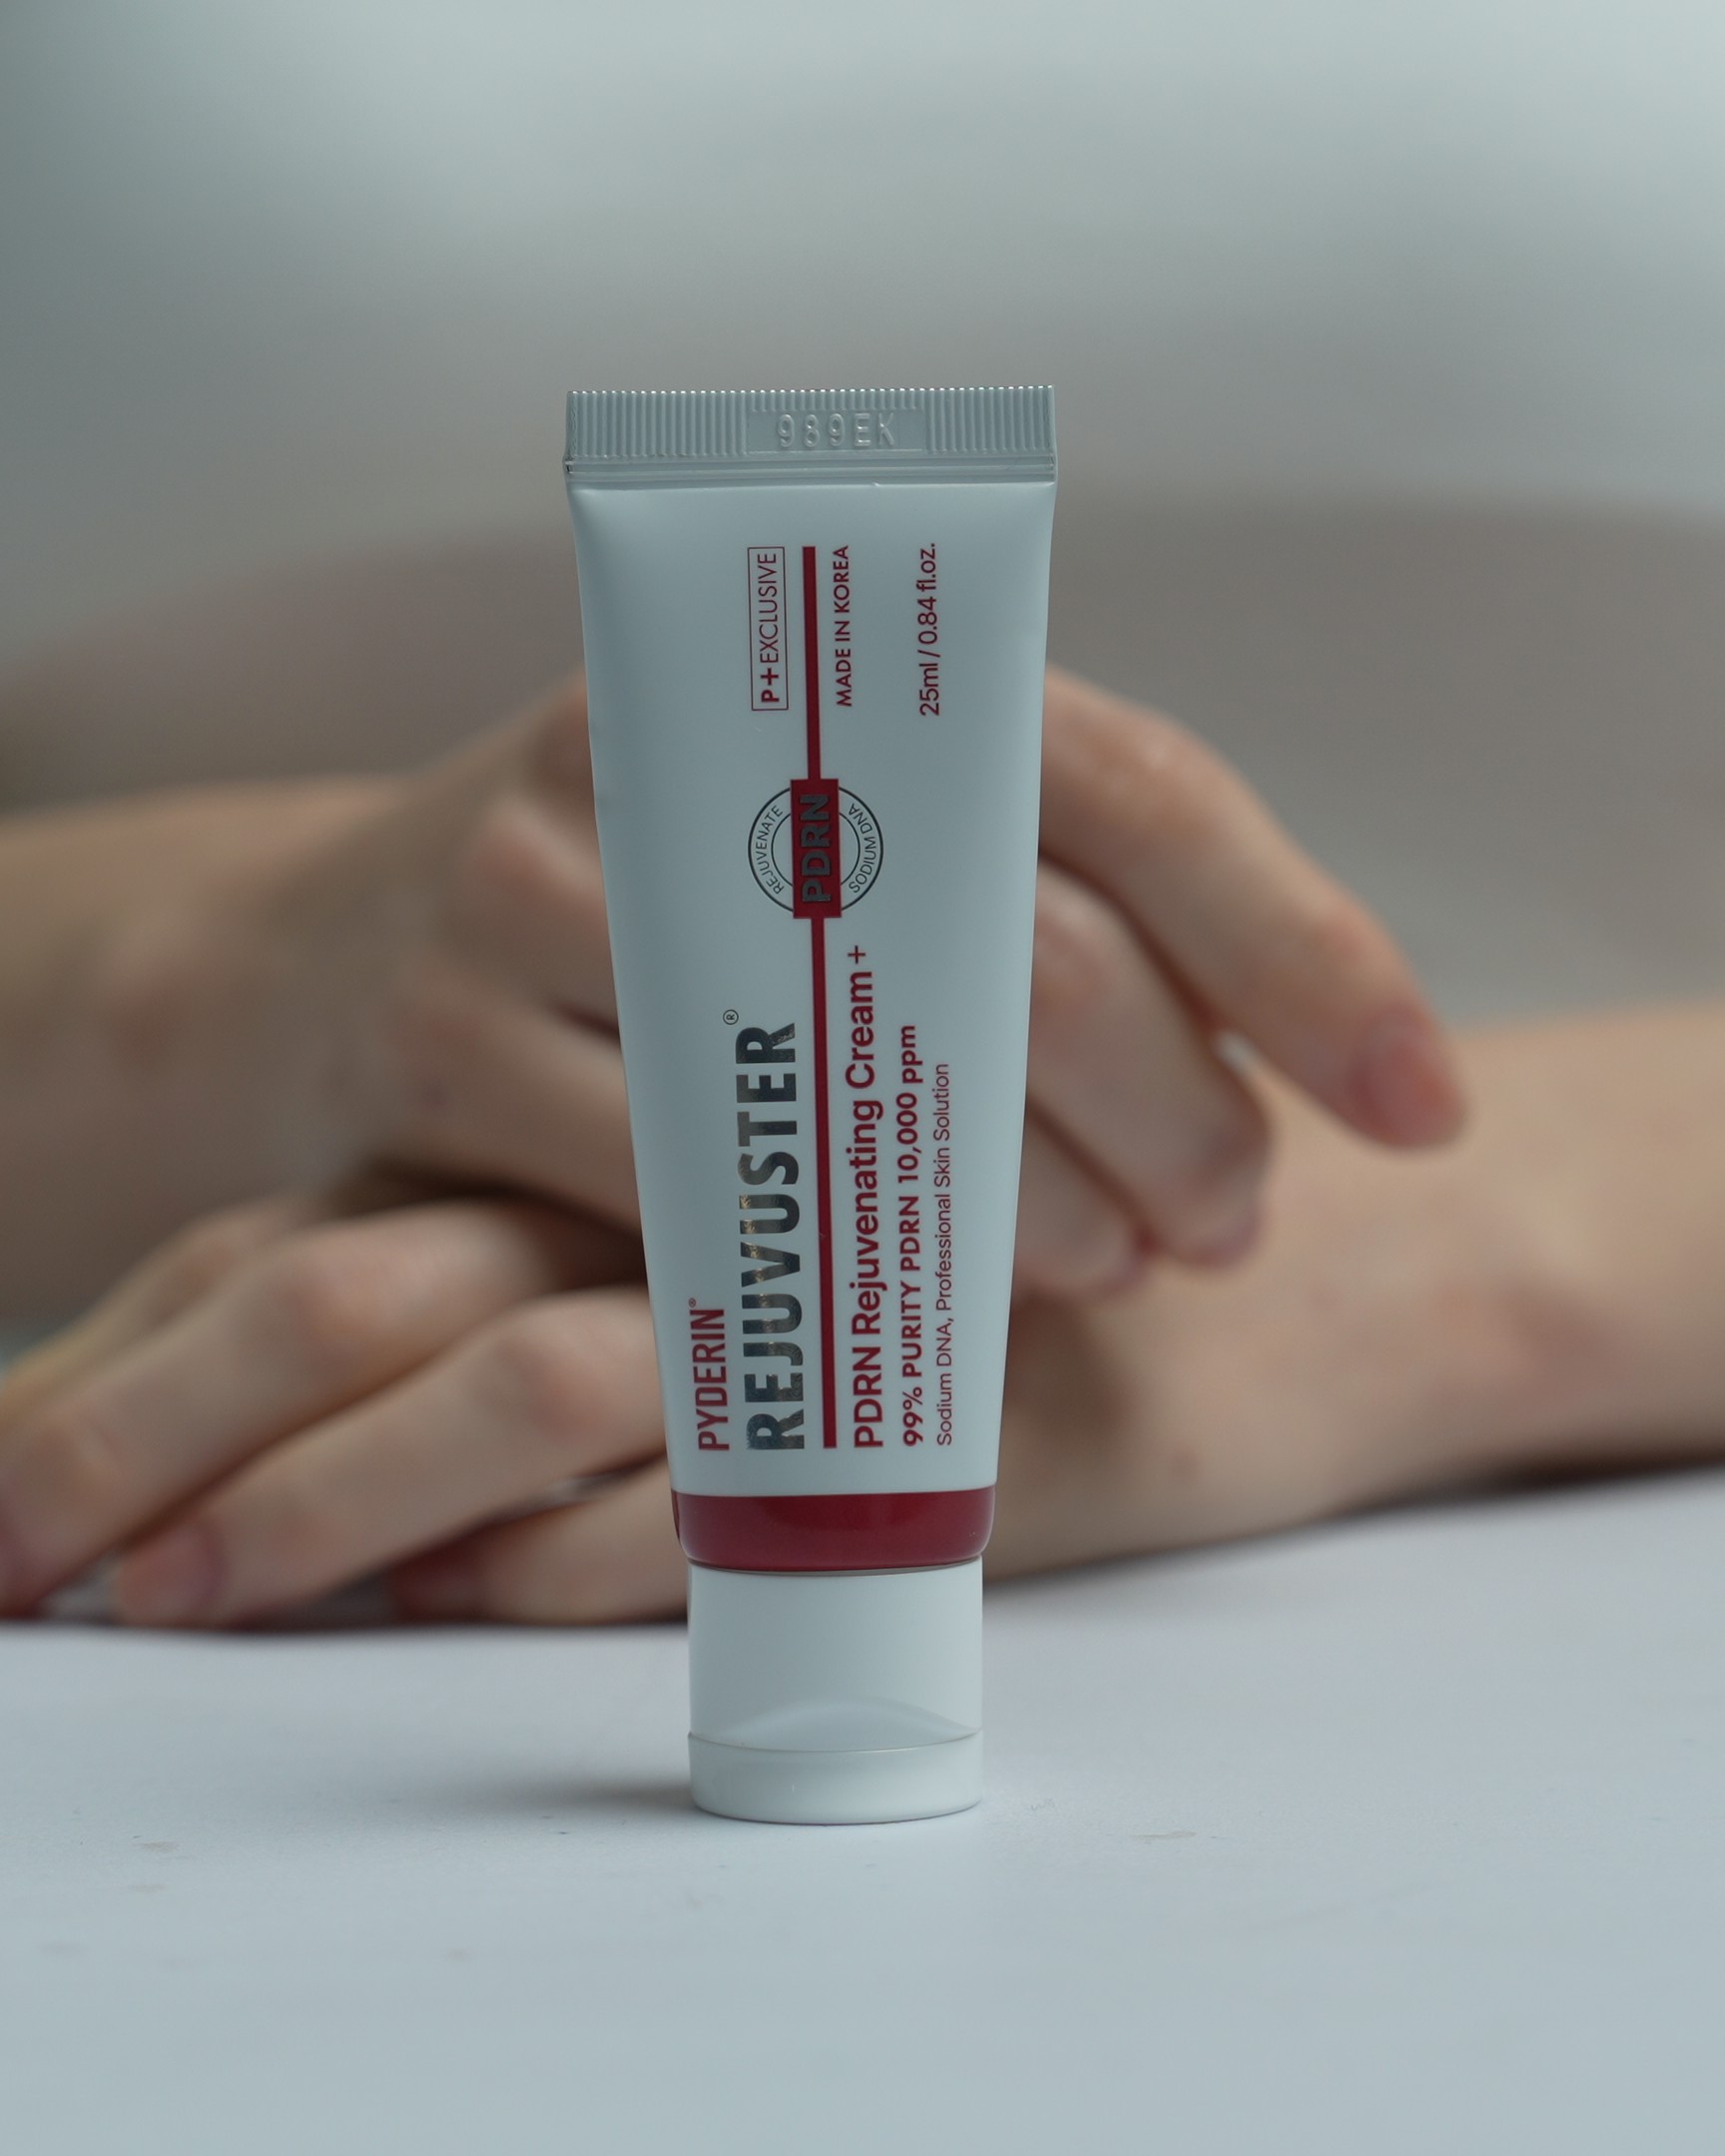 989EK
PYDERIN®
REJUVUSTER®
PDRN Rejuvenating Cream+
99% PURITY PDRN 10,000 ppm
Sodium DNA, Professional Skin Solution
REJUVENATE
PDRN
SODIUM DNA
P+EXCLUSIVE
MADE IN KOREA
25ml / 0.84 fl.oz.